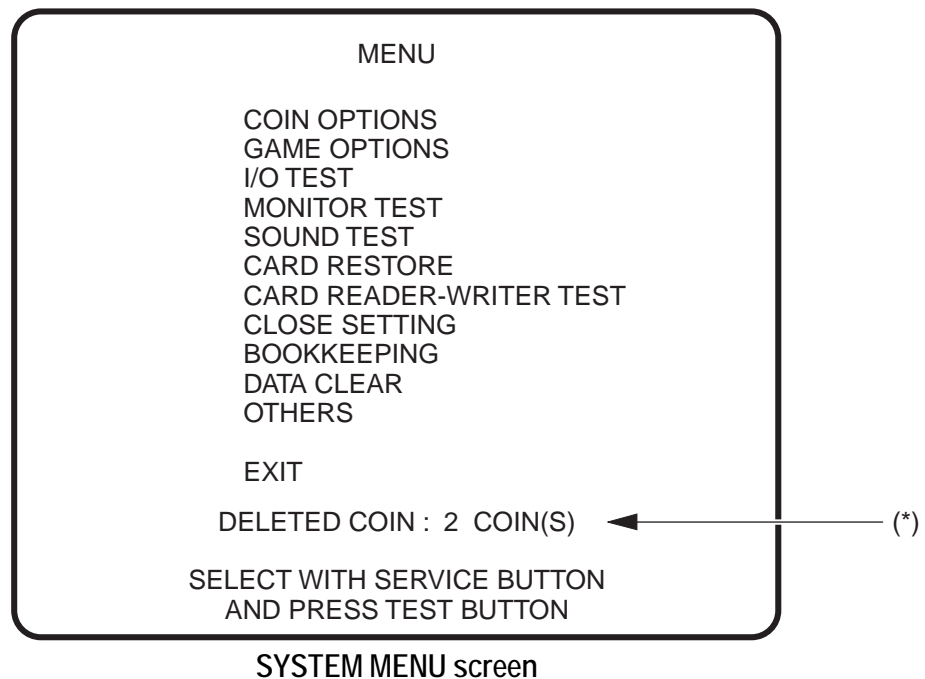 MENU
COIN OPTIONS
GAME OPTIONS
I/O TEST
MONITOR TEST
SOUND TEST
CARD RESTORE
CARD READER-WRITER TEST
CLOSE SETTING
BOOKKEEPING
DATA CLEAR
OTHERS
EXIT
DELETED COIN : 2 COIN(S)
(*)
SELECT WITH SERVICE BUTTON
AND PRESS TEST BUTTON
SYSTEM MENU screen